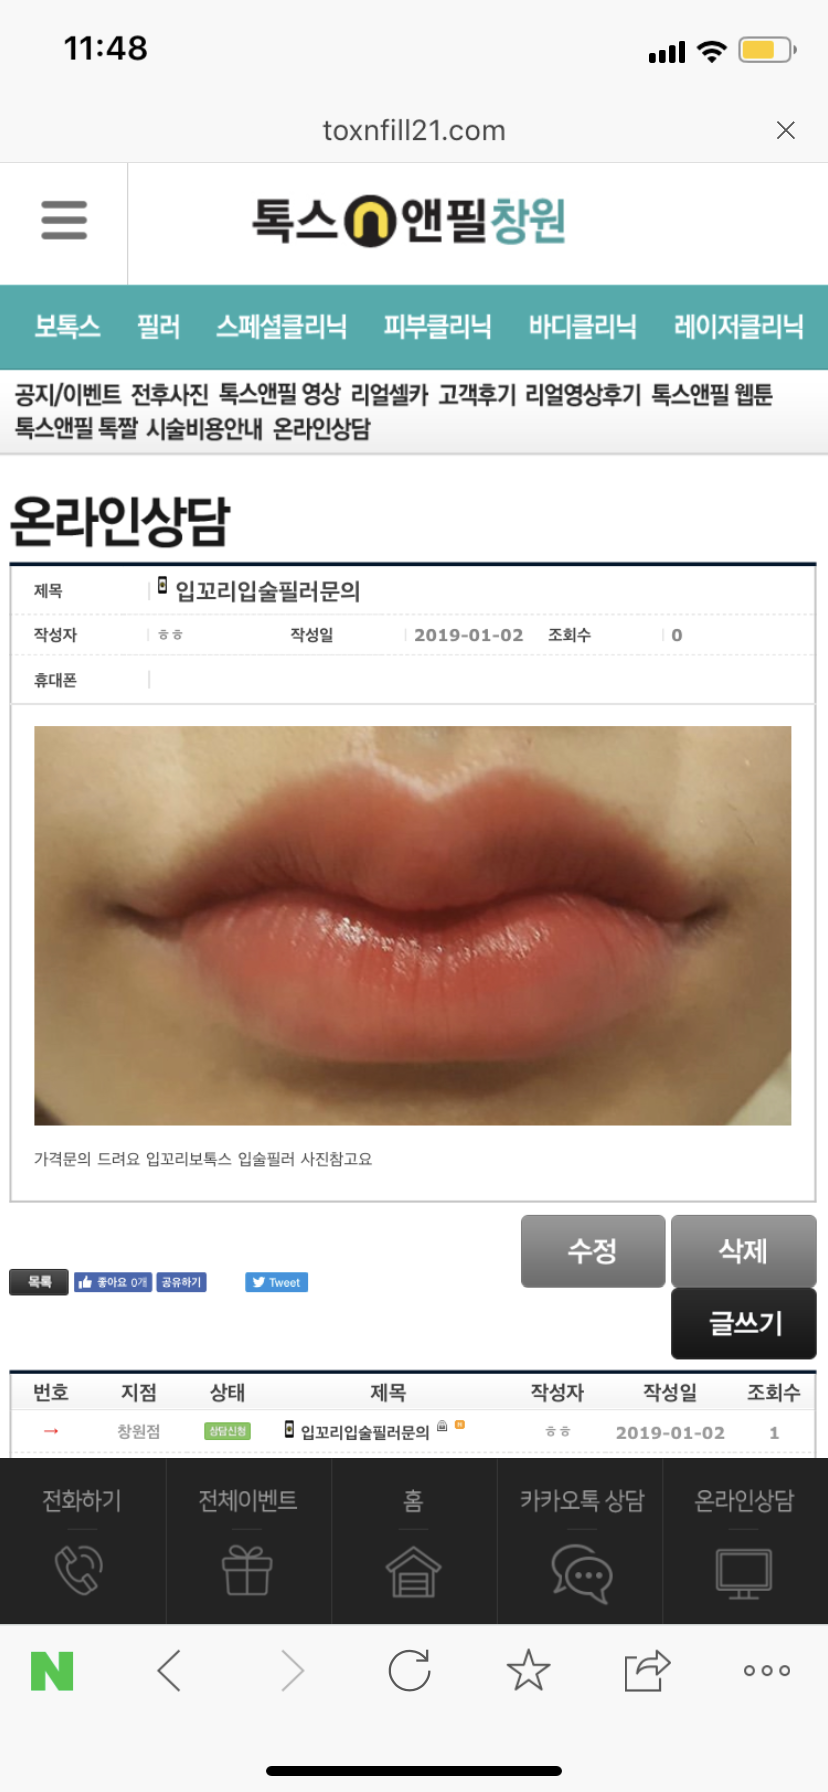 11:48
toxnfill21.com
톡스n앤필창원
보톡스 필러 스페셜클리닉 피부클리닉 바디클리닉 레이저클리닉
공지/이벤트 전후사진 톡스앤필 영상 리얼셀카 고객후기 리얼영상후기 톡스앤필 웹툰
톡스앤필 톡짤 시술비용안내 온라인상담
온라인상담
제목 입꼬리입술필러문의
작성자 ㅎㅎ 작성일 2019-01-02 조회수 0
휴대폰
가격문의 드려요 입꼬리보톡스 입술필러 사진참고요
수정 삭제
목록 좋아요 0개 공유하기 Tweet
글쓰기
번호 지점 상태 제목 작성자 작성일 조회수
→ 창원점 상담신청 입꼬리입술필러문의 N ㅎㅎ 2019-01-02 1
전화하기 전체이벤트 홈 카카오톡 상담 온라인상담
N